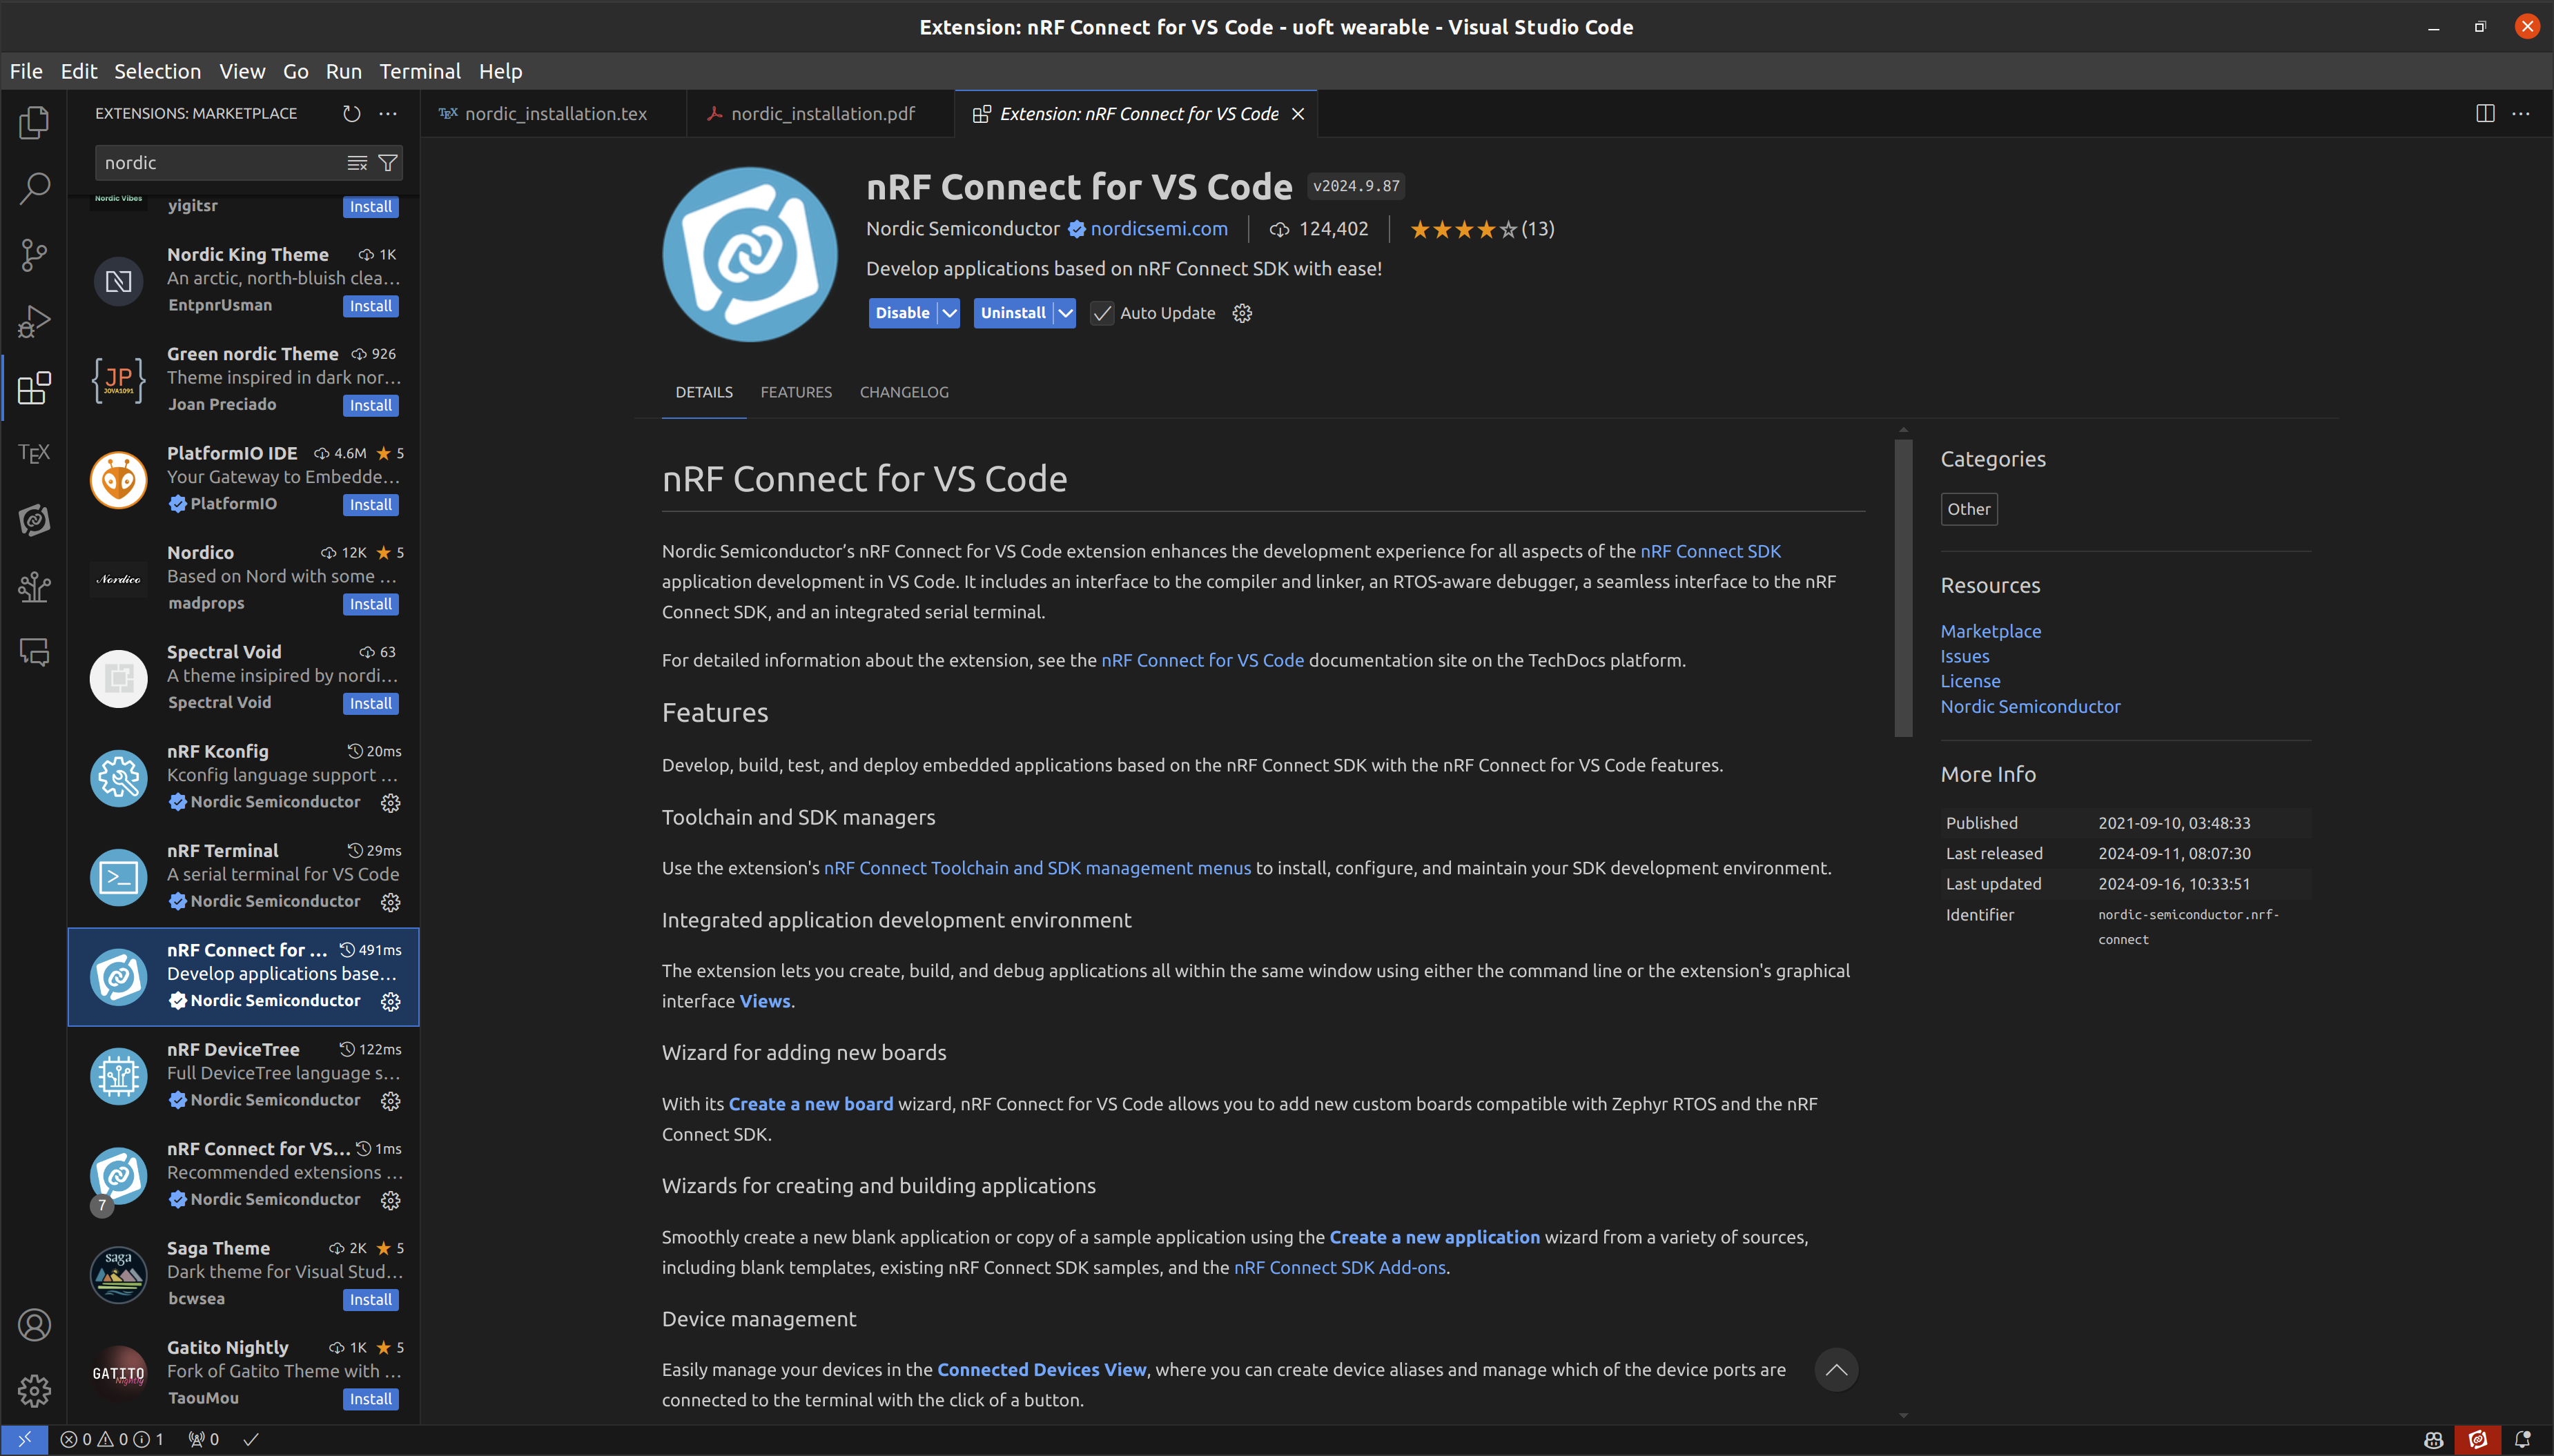 Extension: nRF Connect for VS Code - uoft wearable - Visual Studio Code
File Edit Selection View Go Run Terminal Help
EXTENSIONS: MARKETPLACE
nordic
Nordic Vibes
yigitsr
Install
Nordic King Theme 1K
An arctic, north-bluish clea...
EntpnrUsman
Install
JP
JOVA1091
Green nordic Theme 926
Theme inspired in dark nor...
Joan Preciado
Install
PlatformIO IDE 4.6M 5
Your Gateway to Embedde...
PlatformIO
Install
Nordico
Nordico 12K 5
Based on Nord with some ...
madprops
Install
Spectral Void 63
A theme insipired by nordi...
Spectral Void
Install
nRF Kconfig 20ms
Kconfig language support ...
Nordic Semiconductor
nRF Terminal 29ms
A serial terminal for VS Code
Nordic Semiconductor
nRF Connect for ... 491ms
Develop applications base...
Nordic Semiconductor
nRF DeviceTree 122ms
Full DeviceTree language s...
Nordic Semiconductor
nRF Connect for VS... 1ms
Recommended extensions ...
Nordic Semiconductor
7
saga
Saga Theme 2K 5
Dark theme for Visual Stud...
bcwsea
Install
GATITO
Nightly
Gatito Nightly 1K 5
Fork of Gatito Theme with ...
TaouMou
Install
TEX
TEX nordic_installation.tex
nordic_installation.pdf
Extension: nRF Connect for VS Code
nRF Connect for VS Code v2024.9.87
Nordic Semiconductor nordicsemi.com 124,402 (13)
Develop applications based on nRF Connect SDK with ease!
Disable Uninstall Auto Update
DETAILS FEATURES CHANGELOG
nRF Connect for VS Code
Nordic Semiconductor’s nRF Connect for VS Code extension enhances the development experience for all aspects of the nRF Connect SDK
application development in VS Code. It includes an interface to the compiler and linker, an RTOS-aware debugger, a seamless interface to the nRF
Connect SDK, and an integrated serial terminal.
For detailed information about the extension, see the nRF Connect for VS Code documentation site on the TechDocs platform.
Features
Develop, build, test, and deploy embedded applications based on the nRF Connect SDK with the nRF Connect for VS Code features.
Toolchain and SDK managers
Use the extension's nRF Connect Toolchain and SDK management menus to install, configure, and maintain your SDK development environment.
Integrated application development environment
The extension lets you create, build, and debug applications all within the same window using either the command line or the extension's graphical
interface Views.
Wizard for adding new boards
With its Create a new board wizard, nRF Connect for VS Code allows you to add new custom boards compatible with Zephyr RTOS and the nRF
Connect SDK.
Wizards for creating and building applications
Smoothly create a new blank application or copy of a sample application using the Create a new application wizard from a variety of sources,
including blank templates, existing nRF Connect SDK samples, and the nRF Connect SDK Add-ons.
Device management
Easily manage your devices in the Connected Devices View, where you can create device aliases and manage which of the device ports are
connected to the terminal with the click of a button.
Categories
Other
Resources
Marketplace
Issues
License
Nordic Semiconductor
More Info
Published 2021-09-10, 03:48:33
Last released 2024-09-11, 08:07:30
Last updated 2024-09-16, 10:33:51
Identifier nordic-semiconductor.nrf-
connect
0 0 1 0